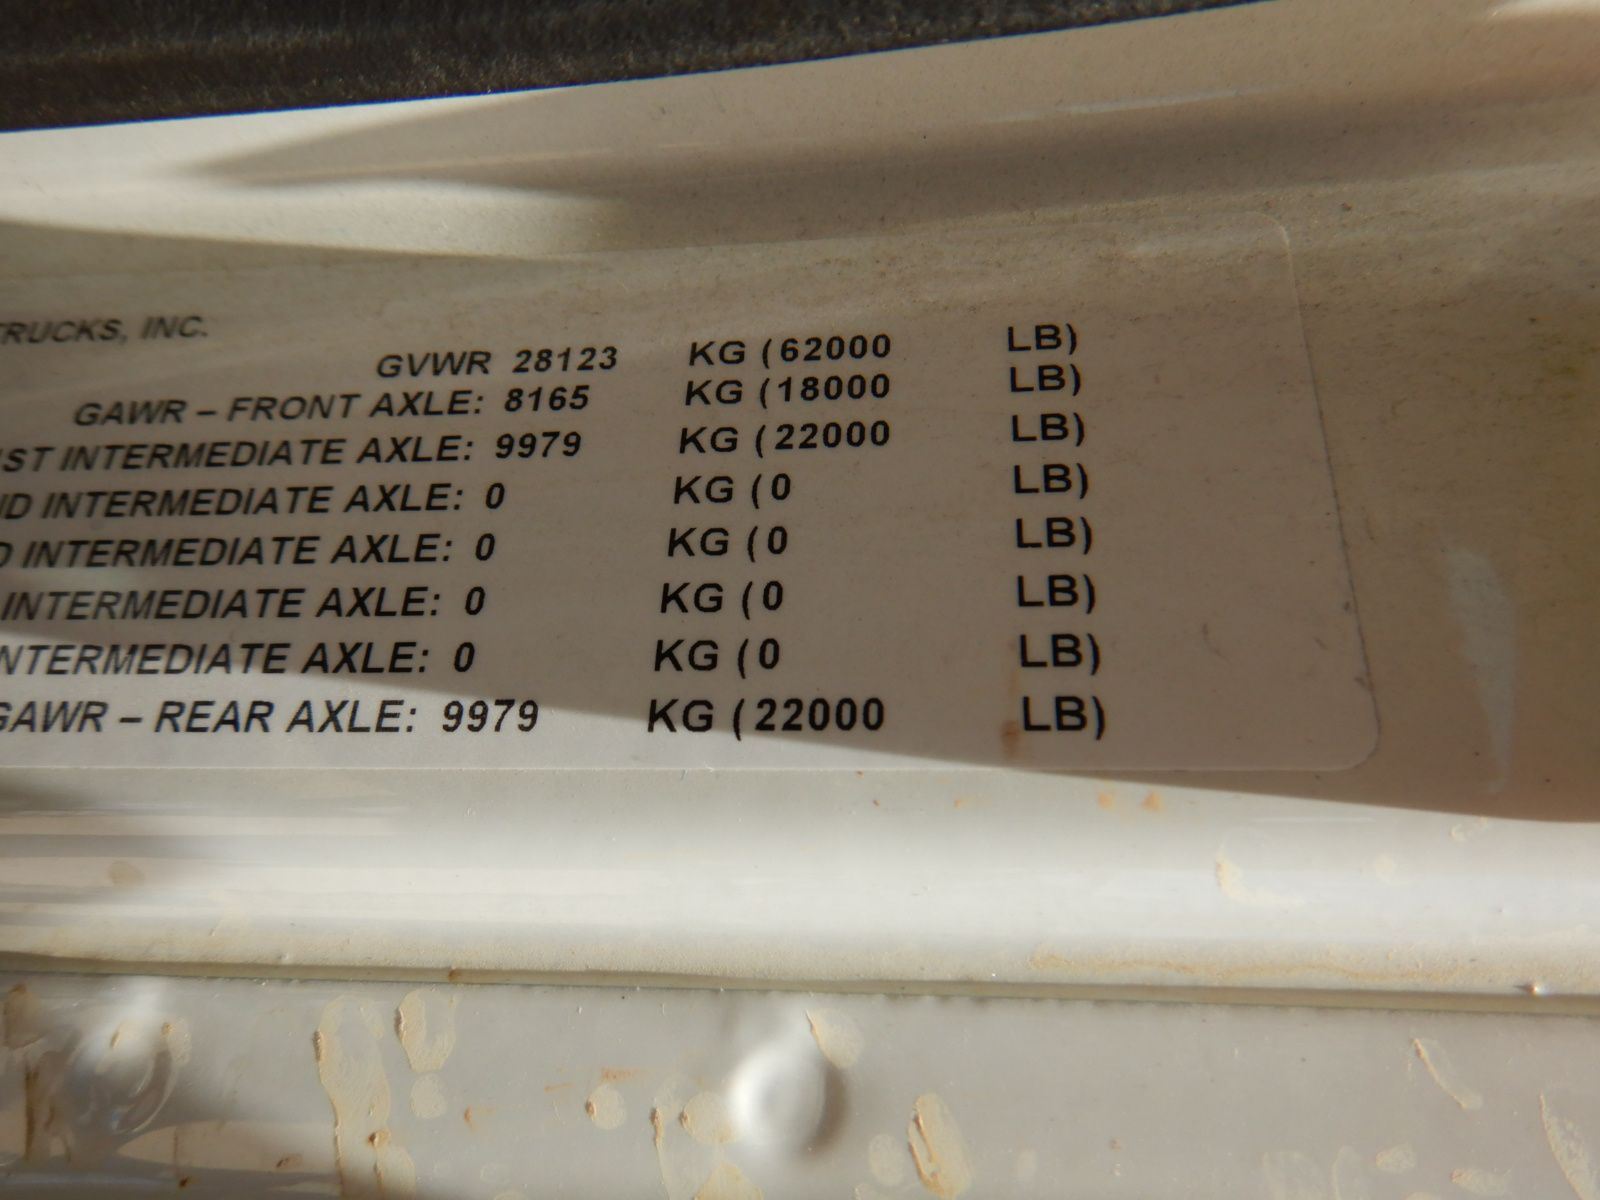 TRUCKS, INC.
GVWR 28123 KG (62000 LB)
GAWR – FRONT AXLE: 8165 KG (18000 LB)
ST INTERMEDIATE AXLE: 9979 KG (22000 LB)
ND INTERMEDIATE AXLE: 0 KG (0 LB)
D INTERMEDIATE AXLE: 0 KG (0 LB)
INTERMEDIATE AXLE: 0 KG (0 LB)
INTERMEDIATE AXLE: 0 KG (0 LB)
GAWR – REAR AXLE: 9979 KG (22000 LB)